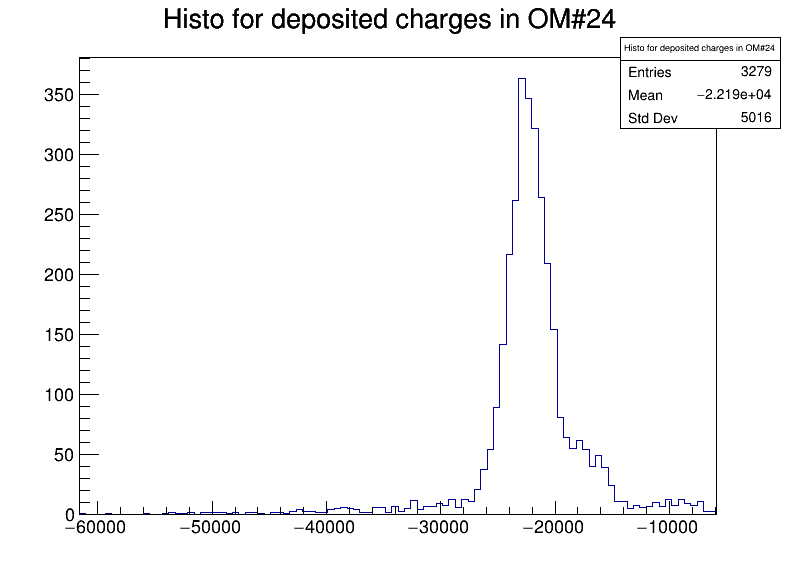 Histo for deposited charges in OM#24
Histo for deposited charges in OM#24
Entries 3279
Mean −2.219e+04
Std Dev 5016
350
300
250
200
150
100
50
0
−60000 −50000 −40000 −30000 −20000 −10000